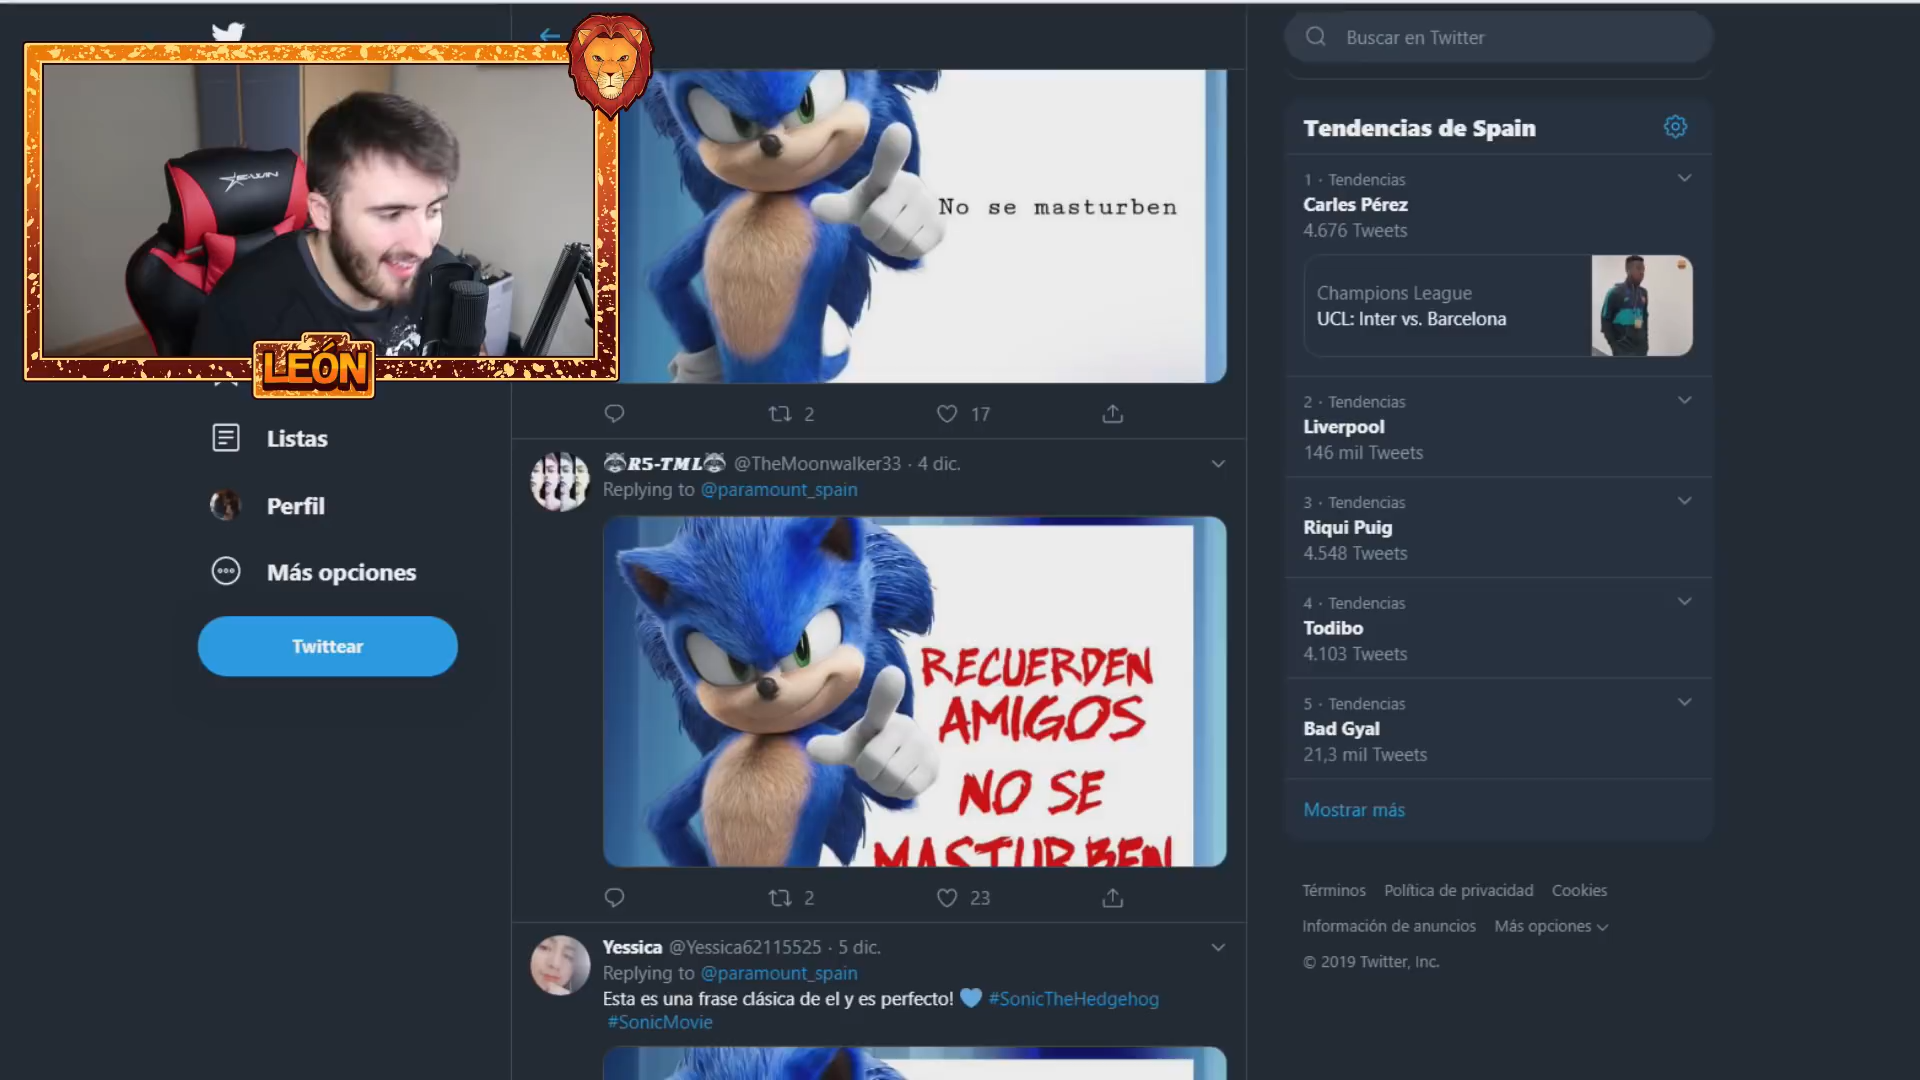 EWIN
LEÓN
Listas
Perfil
Más opciones
Twittear
No se masturben
2
17
R5-TML @TheMoonwalker33 · 4 dic.
Replying to @paramount_spain
RECUERDEN
AMIGOS
NO SE
MASTURBEN
2
23
Yessica @Yessica62115525 · 5 dic.
Replying to @paramount_spain
Esta es una frase clásica de el y es perfecto! 💙 #SonicTheHedgehog
#SonicMovie
Buscar en Twitter
Tendencias de Spain
1 · Tendencias
Carles Pérez
4.676 Tweets
Champions League
UCL: Inter vs. Barcelona
2 · Tendencias
Liverpool
146 mil Tweets
3 · Tendencias
Riqui Puig
4.548 Tweets
4 · Tendencias
Todibo
4.103 Tweets
5 · Tendencias
Bad Gyal
21,3 mil Tweets
Mostrar más
Términos Política de privacidad Cookies
Información de anuncios Más opciones
© 2019 Twitter, Inc.